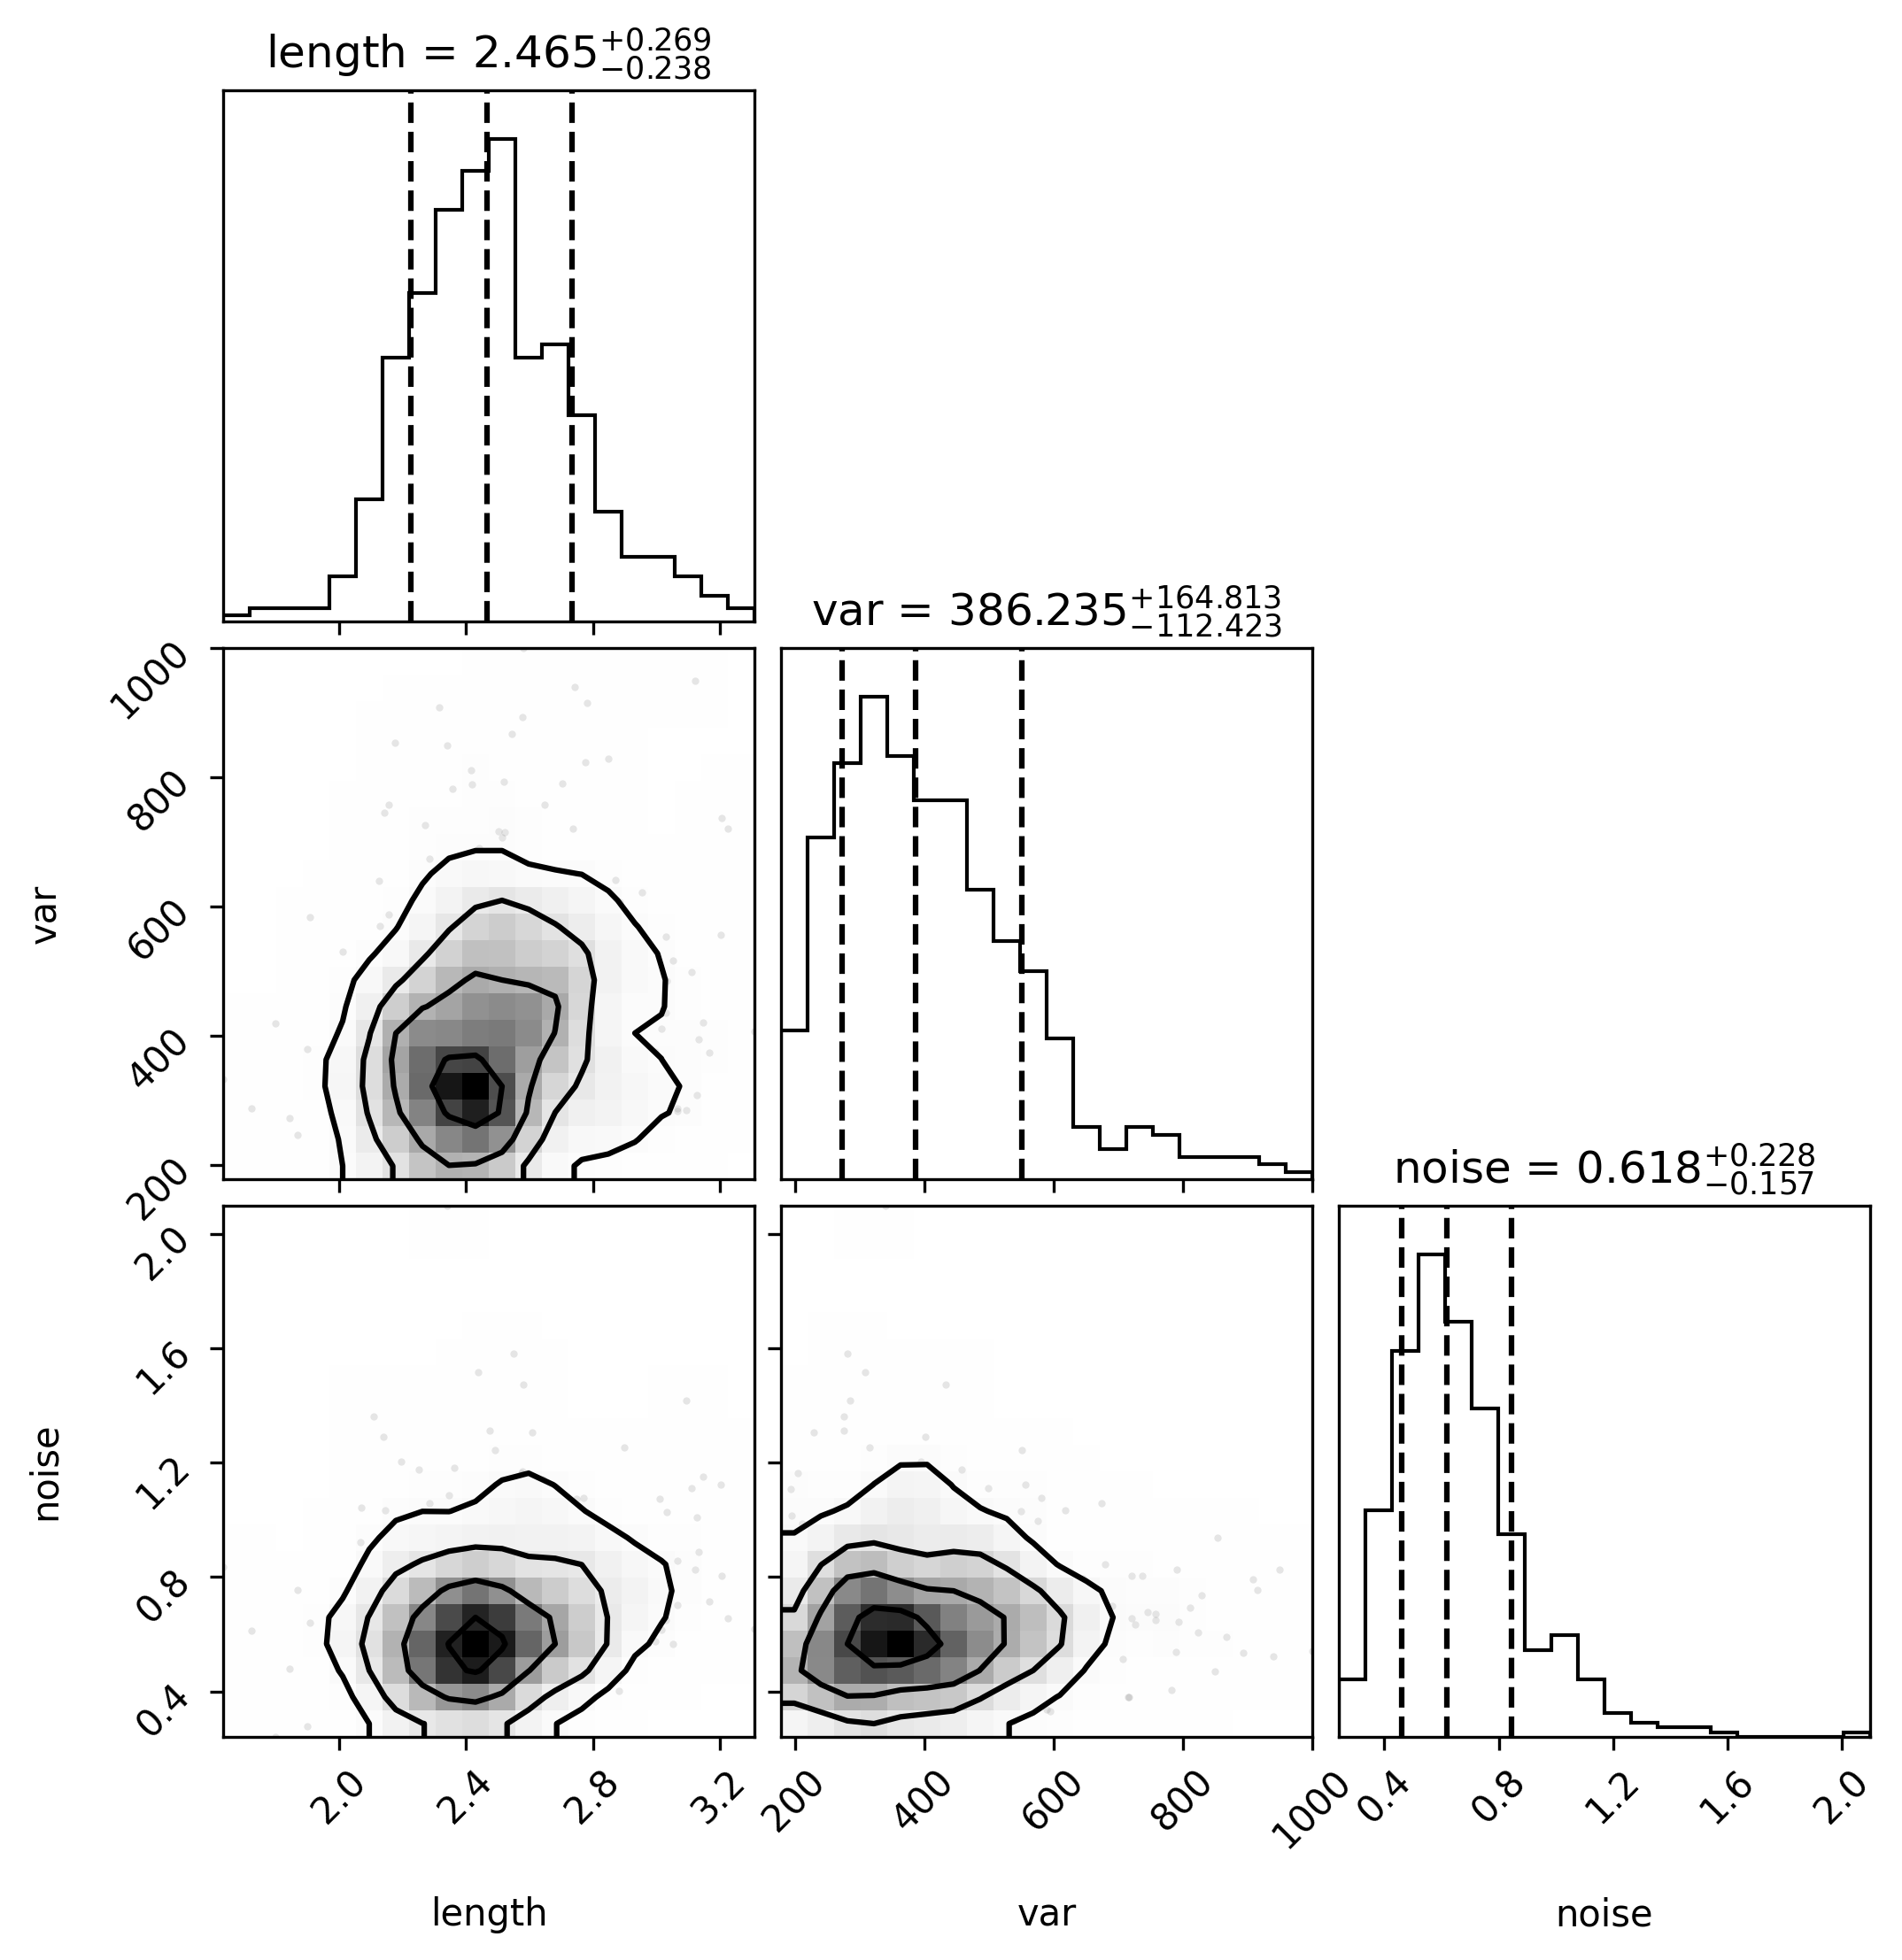 length = 2.465+0.269−0.238
var = 386.235+164.813−112.423
1000
800
600
400
200
var
noise = 0.618+0.228−0.157
2.0
1.6
1.2
0.8
0.4
noise
2.0 2.4 2.8 3.2 200 400 600 800 1000 0.4 0.8 1.2 1.6 2.0
length var noise